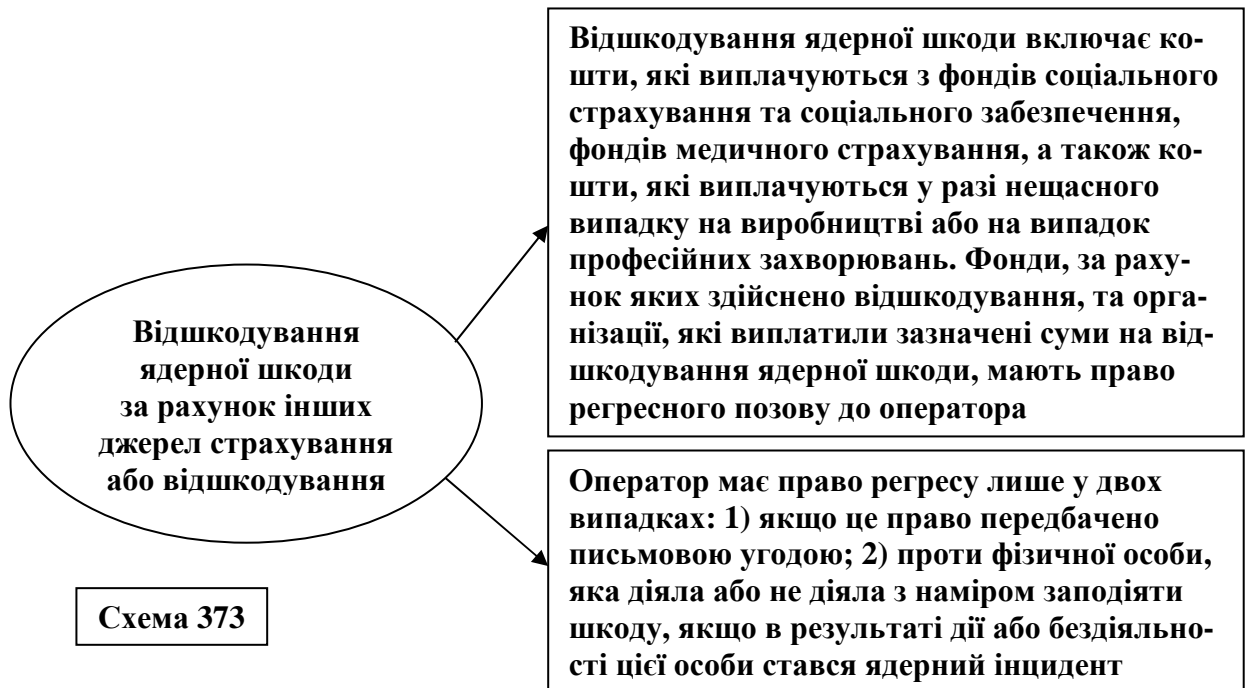 Відшкодування ядерної шкоди включає ко-
шти, які виплачуються з фондів соціального
страхування та соціального забезпечення,
фондів медичного страхування, а також ко-
шти, які виплачуються у разі нещасного
випадку на виробництві або на випадок
професійних захворювань. Фонди, за раху-
нок яких здійснено відшкодування, та орга-
нізації, які виплатили зазначені суми на від-
шкодування ядерної шкоди, мають право
регресного позову до оператора
Відшкодування
ядерної шкоди
за рахунок інших
джерел страхування
або відшкодування
Оператор має право регресу лише у двох
випадках: 1) якщо це право передбачено
письмовою угодою; 2) проти фізичної особи,
яка діяла або не діяла з наміром заподіяти
шкоду, якщо в результаті дії або бездіяльно-
сті цієї особи стався ядерний інцидент
Схема 373